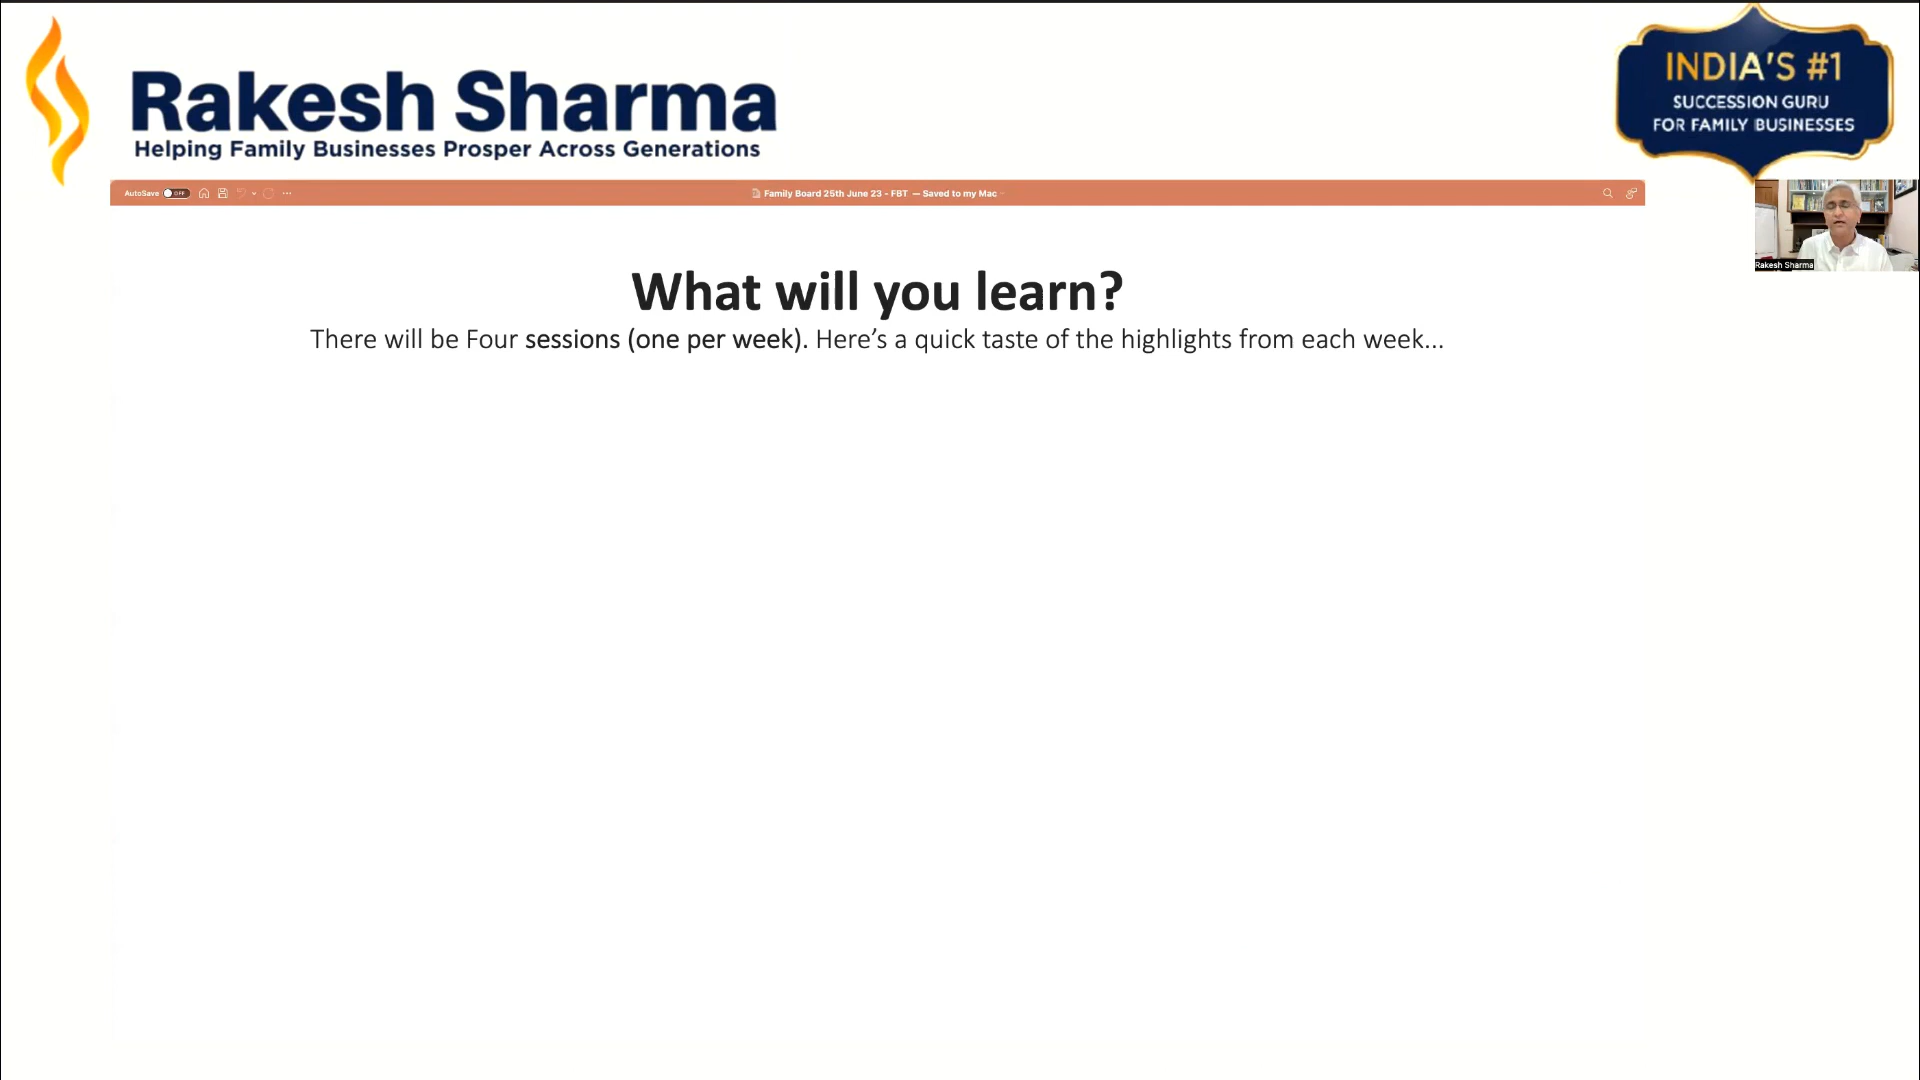 Rakesh Sharma
Helping Family Businesses Prosper Across Generations
INDIA'S #1
SUCCESSION GURU
FOR FAMILY BUSINESSES
AutoSave OFF
Family Board 25th June 23 - FBT — Saved to my Mac
Rakesh Sharma
What will you learn?
There will be Four sessions (one per week). Here's a quick taste of the highlights from each week...